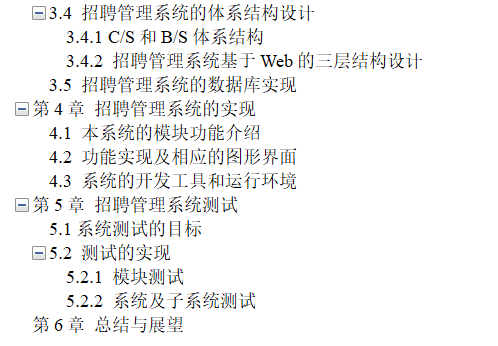 3.4 招聘管理系统的体系结构设计
3.4.1 C/S 和 B/S 体系结构
3.4.2 招聘管理系统基于 Web 的三层结构设计
3.5 招聘管理系统的数据库实现
第 4 章 招聘管理系统的实现
4.1 本系统的模块功能介绍
4.2 功能实现及相应的图形界面
4.3 系统的开发工具和运行环境
第 5 章 招聘管理系统测试
5.1 系统测试的目标
5.2 测试的实现
5.2.1 模块测试
5.2.2 系统及子系统测试
第 6 章 总结与展望